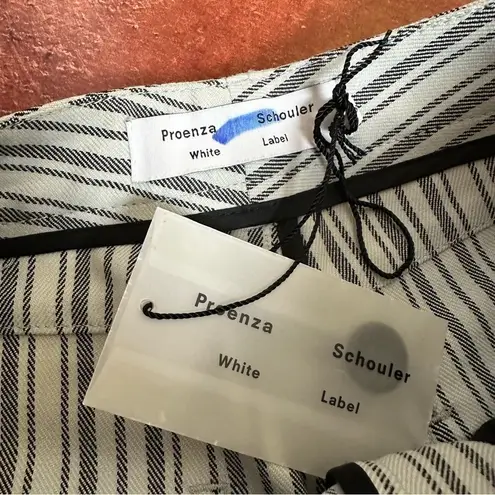 Proenza Schouler
White Label
Proenza
Schouler
White
Label